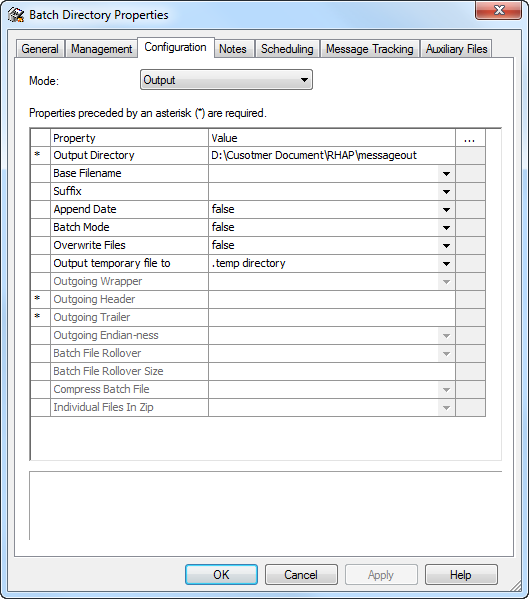 Batch Directory Properties
General Management Configuration Notes Scheduling Message Tracking Auxiliary Files
Mode: Output
Properties preceded by an asterisk (*) are required.
Property Value ...
* Output Directory D:\Cusotmer Document\RHAP\messageout
Base Filename
Suffix
Append Date false
Batch Mode false
Overwrite Files false
Output temporary file to .temp directory
Outgoing Wrapper
* Outgoing Header
* Outgoing Trailer
Outgoing Endian-ness
Batch File Rollover
Batch File Rollover Size
Compress Batch File
Individual Files In Zip
OK Cancel Apply Help